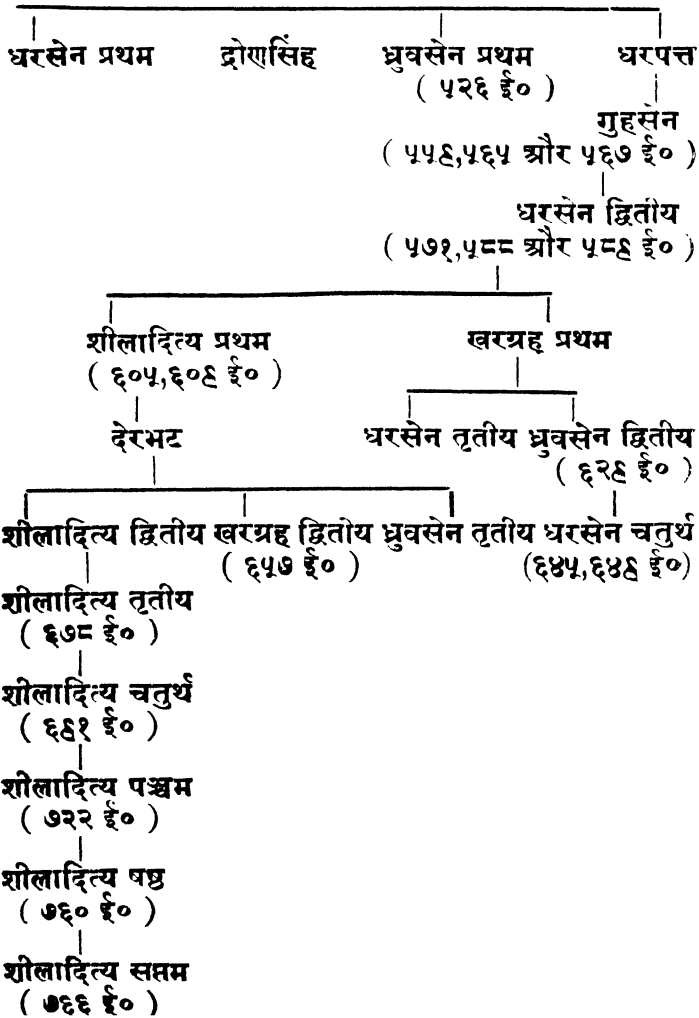 धरसेन प्रथम द्रोणसिंह ध्रुवसेन प्रथम धरपत्त
( ५२६ ई० )
गुहसेन
( ५५९,५६५ और ५६७ ई० )
धरसेन द्वितीय
( ५७१,५८८ और ५८९ ई० )
शीलादित्य प्रथम खरग्रह प्रथम
( ६०५,६०९ ई० )
देरभट धरसेन तृतीय ध्रुवसेन द्वितीय
( ६२९ ई० )
शीलादित्य द्वितीय खरग्रह द्वितीय ध्रुवसेन तृतीय धरसेन चतुर्थ
( ६५७ ई० ) (६४५,६४९ ई०)
शीलादित्य तृतीय
( ६७८ ई० )
शीलादित्य चतुर्थ
( ६९१ ई० )
शीलादित्य पञ्चम
( ७२२ ई० )
शीलादित्य षष्ठ
( ७६० ई० )
शीलादित्य सप्तम
( ७६६ ई० )